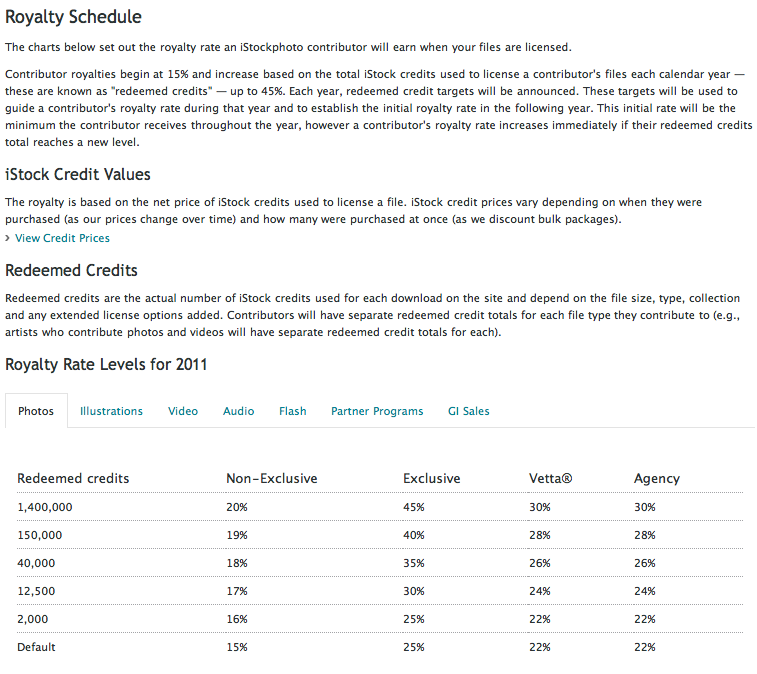 Royalty Schedule
The charts below set out the royalty rate an iStockphoto contributor will earn when your files are licensed.
Contributor royalties begin at 15% and increase based on the total iStock credits used to license a contributor's files each calendar year —
these are known as "redeemed credits" — up to 45%. Each year, redeemed credit targets will be announced. These targets will be used to
guide a contributor's royalty rate during that year and to establish the initial royalty rate in the following year. This initial rate will be the
minimum the contributor receives throughout the year, however a contributor's royalty rate increases immediately if their redeemed credits
total reaches a new level.
iStock Credit Values
The royalty is based on the net price of iStock credits used to license a file. iStock credit prices vary depending on when they were
purchased (as our prices change over time) and how many were purchased at once (as we discount bulk packages).
› View Credit Prices
Redeemed Credits
Redeemed credits are the actual number of iStock credits used for each download on the site and depend on the file size, type, collection
and any extended license options added. Contributors will have separate redeemed credit totals for each file type they contribute to (e.g.,
artists who contribute photos and videos will have separate redeemed credit totals for each).
Royalty Rate Levels for 2011
Photos Illustrations Video Audio Flash Partner Programs GI Sales
Redeemed credits Non-Exclusive Exclusive Vetta® Agency
1,400,000 20% 45% 30% 30%
150,000 19% 40% 28% 28%
40,000 18% 35% 26% 26%
12,500 17% 30% 24% 24%
2,000 16% 25% 22% 22%
Default 15% 25% 22% 22%